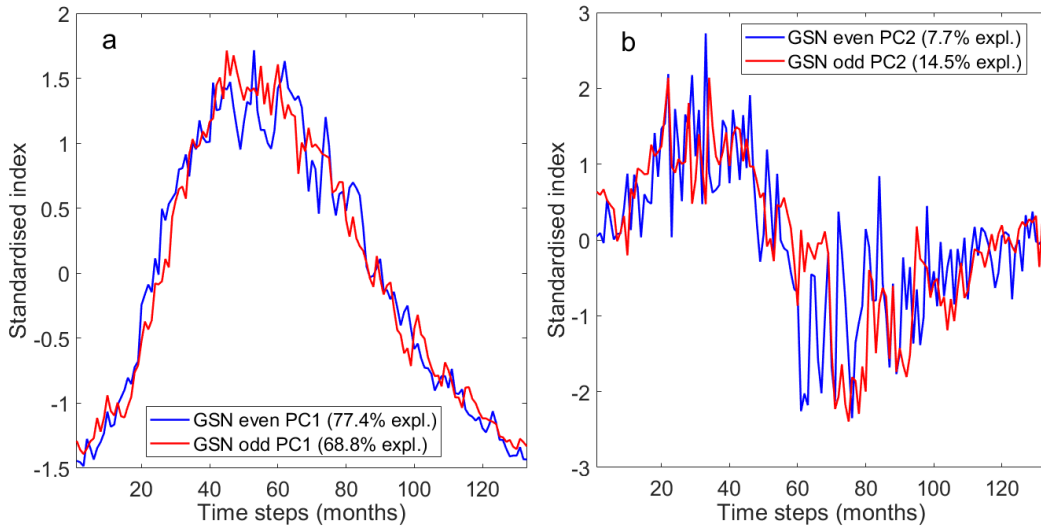 a
2
1.5
1
0.5
0
-0.5
-1
-1.5
Standardised index
GSN even PC1 (77.4% expl.)
GSN odd PC1 (68.8% expl.)
20 40 60 80 100 120
Time steps (months)
b
3
2
1
0
-1
-2
-3
Standardised index
GSN even PC2 (7.7% expl.)
GSN odd PC2 (14.5% expl.)
20 40 60 80 100 120
Time steps (months)